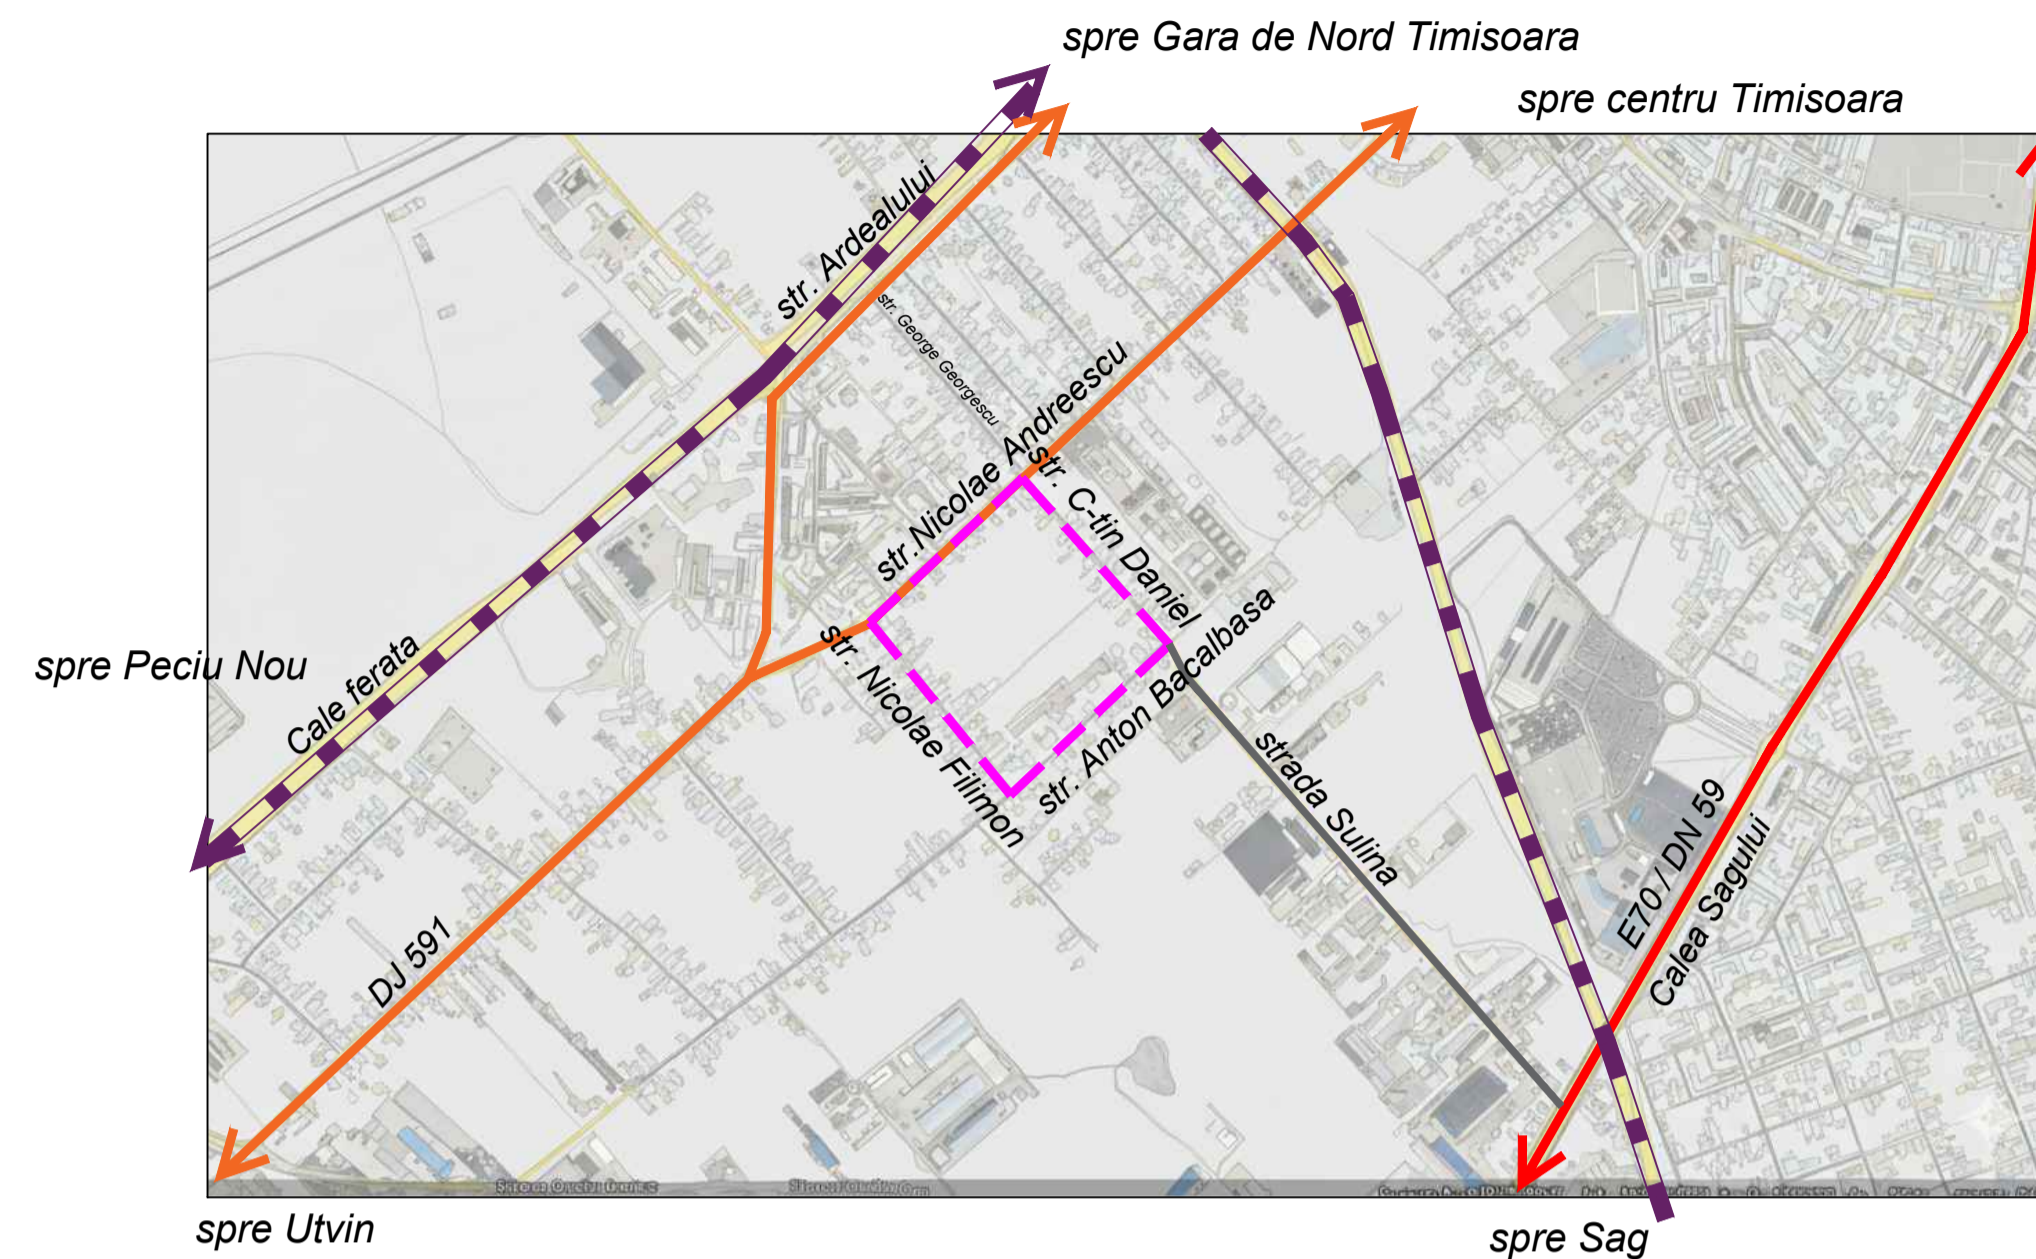 spre Gara de Nord Timisoara
spre centru Timisoara
str. Ardealului
str. George Georgescu
str.Nicolae Andreescu
str. C-tin Daniel
spre Peciu Nou
Cale ferata
str. Nicolae Filimon
str. Anton Bacalbasa
strada Sulina
E70 / DN 59
Calea Sagului
DJ 591
spre Utvin
spre Sag